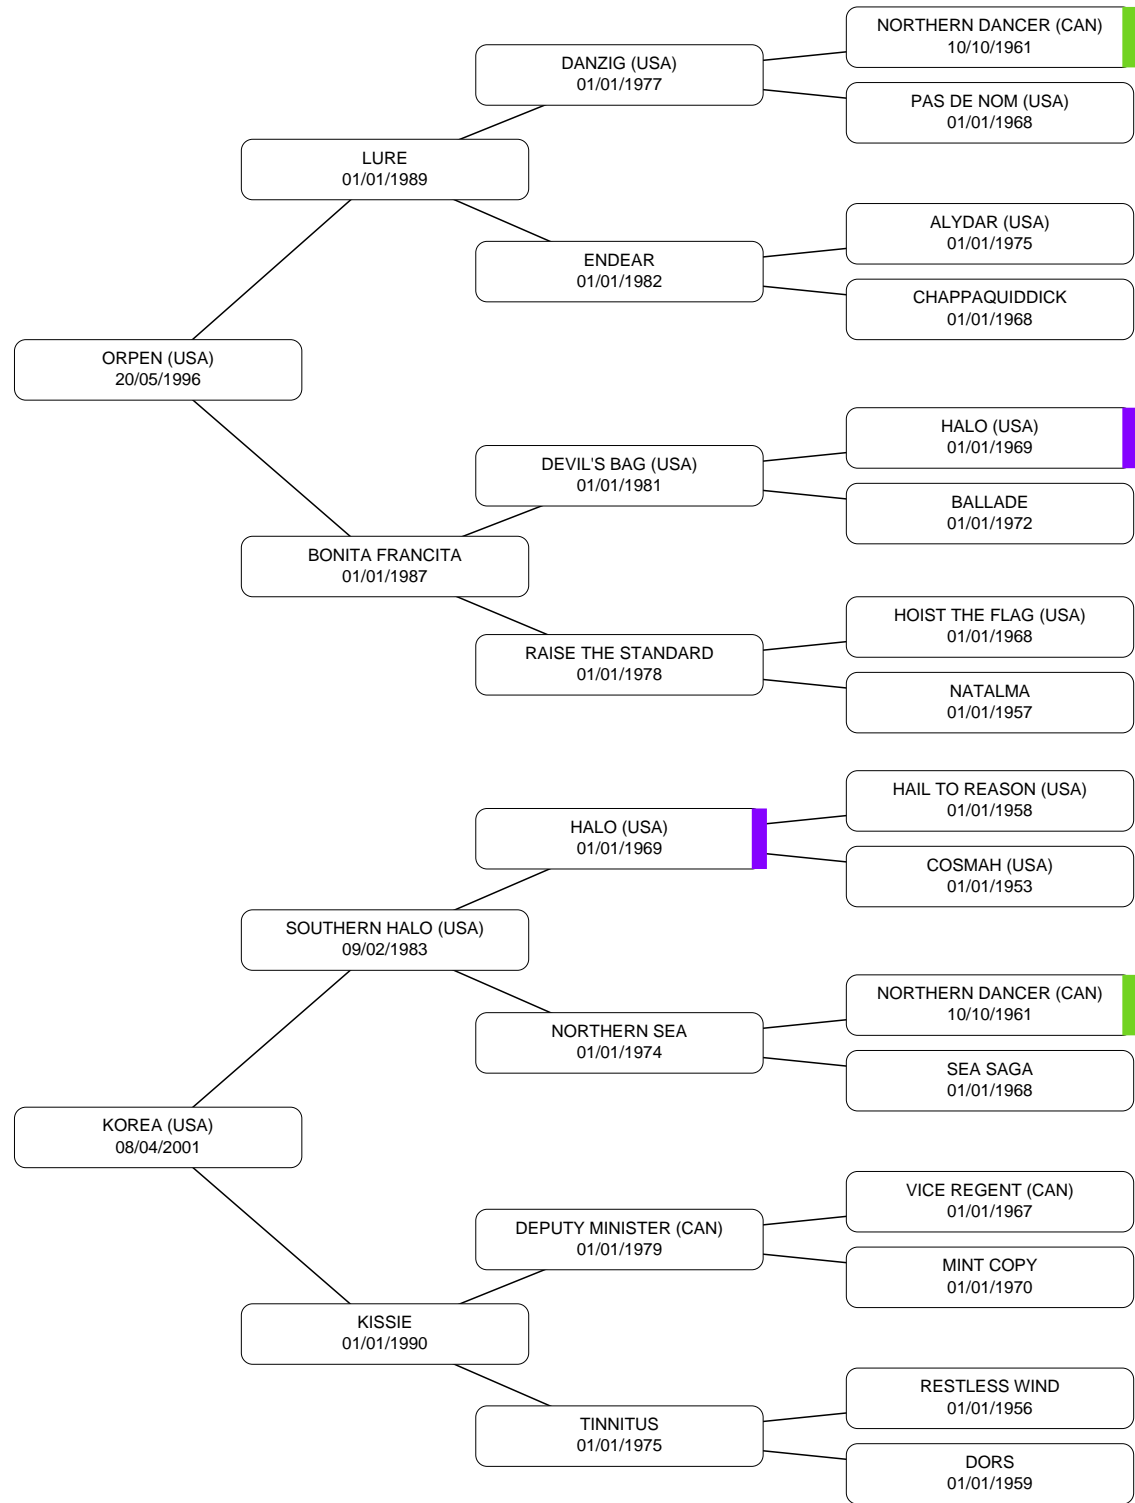 NORTHERN DANCER (CAN)
10/10/1961
DANZIG (USA)
01/01/1977
PAS DE NOM (USA)
01/01/1968
LURE
01/01/1989
ALYDAR (USA)
01/01/1975
ENDEAR
01/01/1982
CHAPPAQUIDDICK
01/01/1968
ORPEN (USA)
20/05/1996
HALO (USA)
01/01/1969
DEVIL'S BAG (USA)
01/01/1981
BALLADE
01/01/1972
BONITA FRANCITA
01/01/1987
HOIST THE FLAG (USA)
01/01/1968
RAISE THE STANDARD
01/01/1978
NATALMA
01/01/1957
HAIL TO REASON (USA)
01/01/1958
HALO (USA)
01/01/1969
COSMAH (USA)
01/01/1953
SOUTHERN HALO (USA)
09/02/1983
NORTHERN DANCER (CAN)
10/10/1961
NORTHERN SEA
01/01/1974
SEA SAGA
01/01/1968
KOREA (USA)
08/04/2001
VICE REGENT (CAN)
01/01/1967
DEPUTY MINISTER (CAN)
01/01/1979
MINT COPY
01/01/1970
KISSIE
01/01/1990
RESTLESS WIND
01/01/1956
TINNITUS
01/01/1975
DORS
01/01/1959